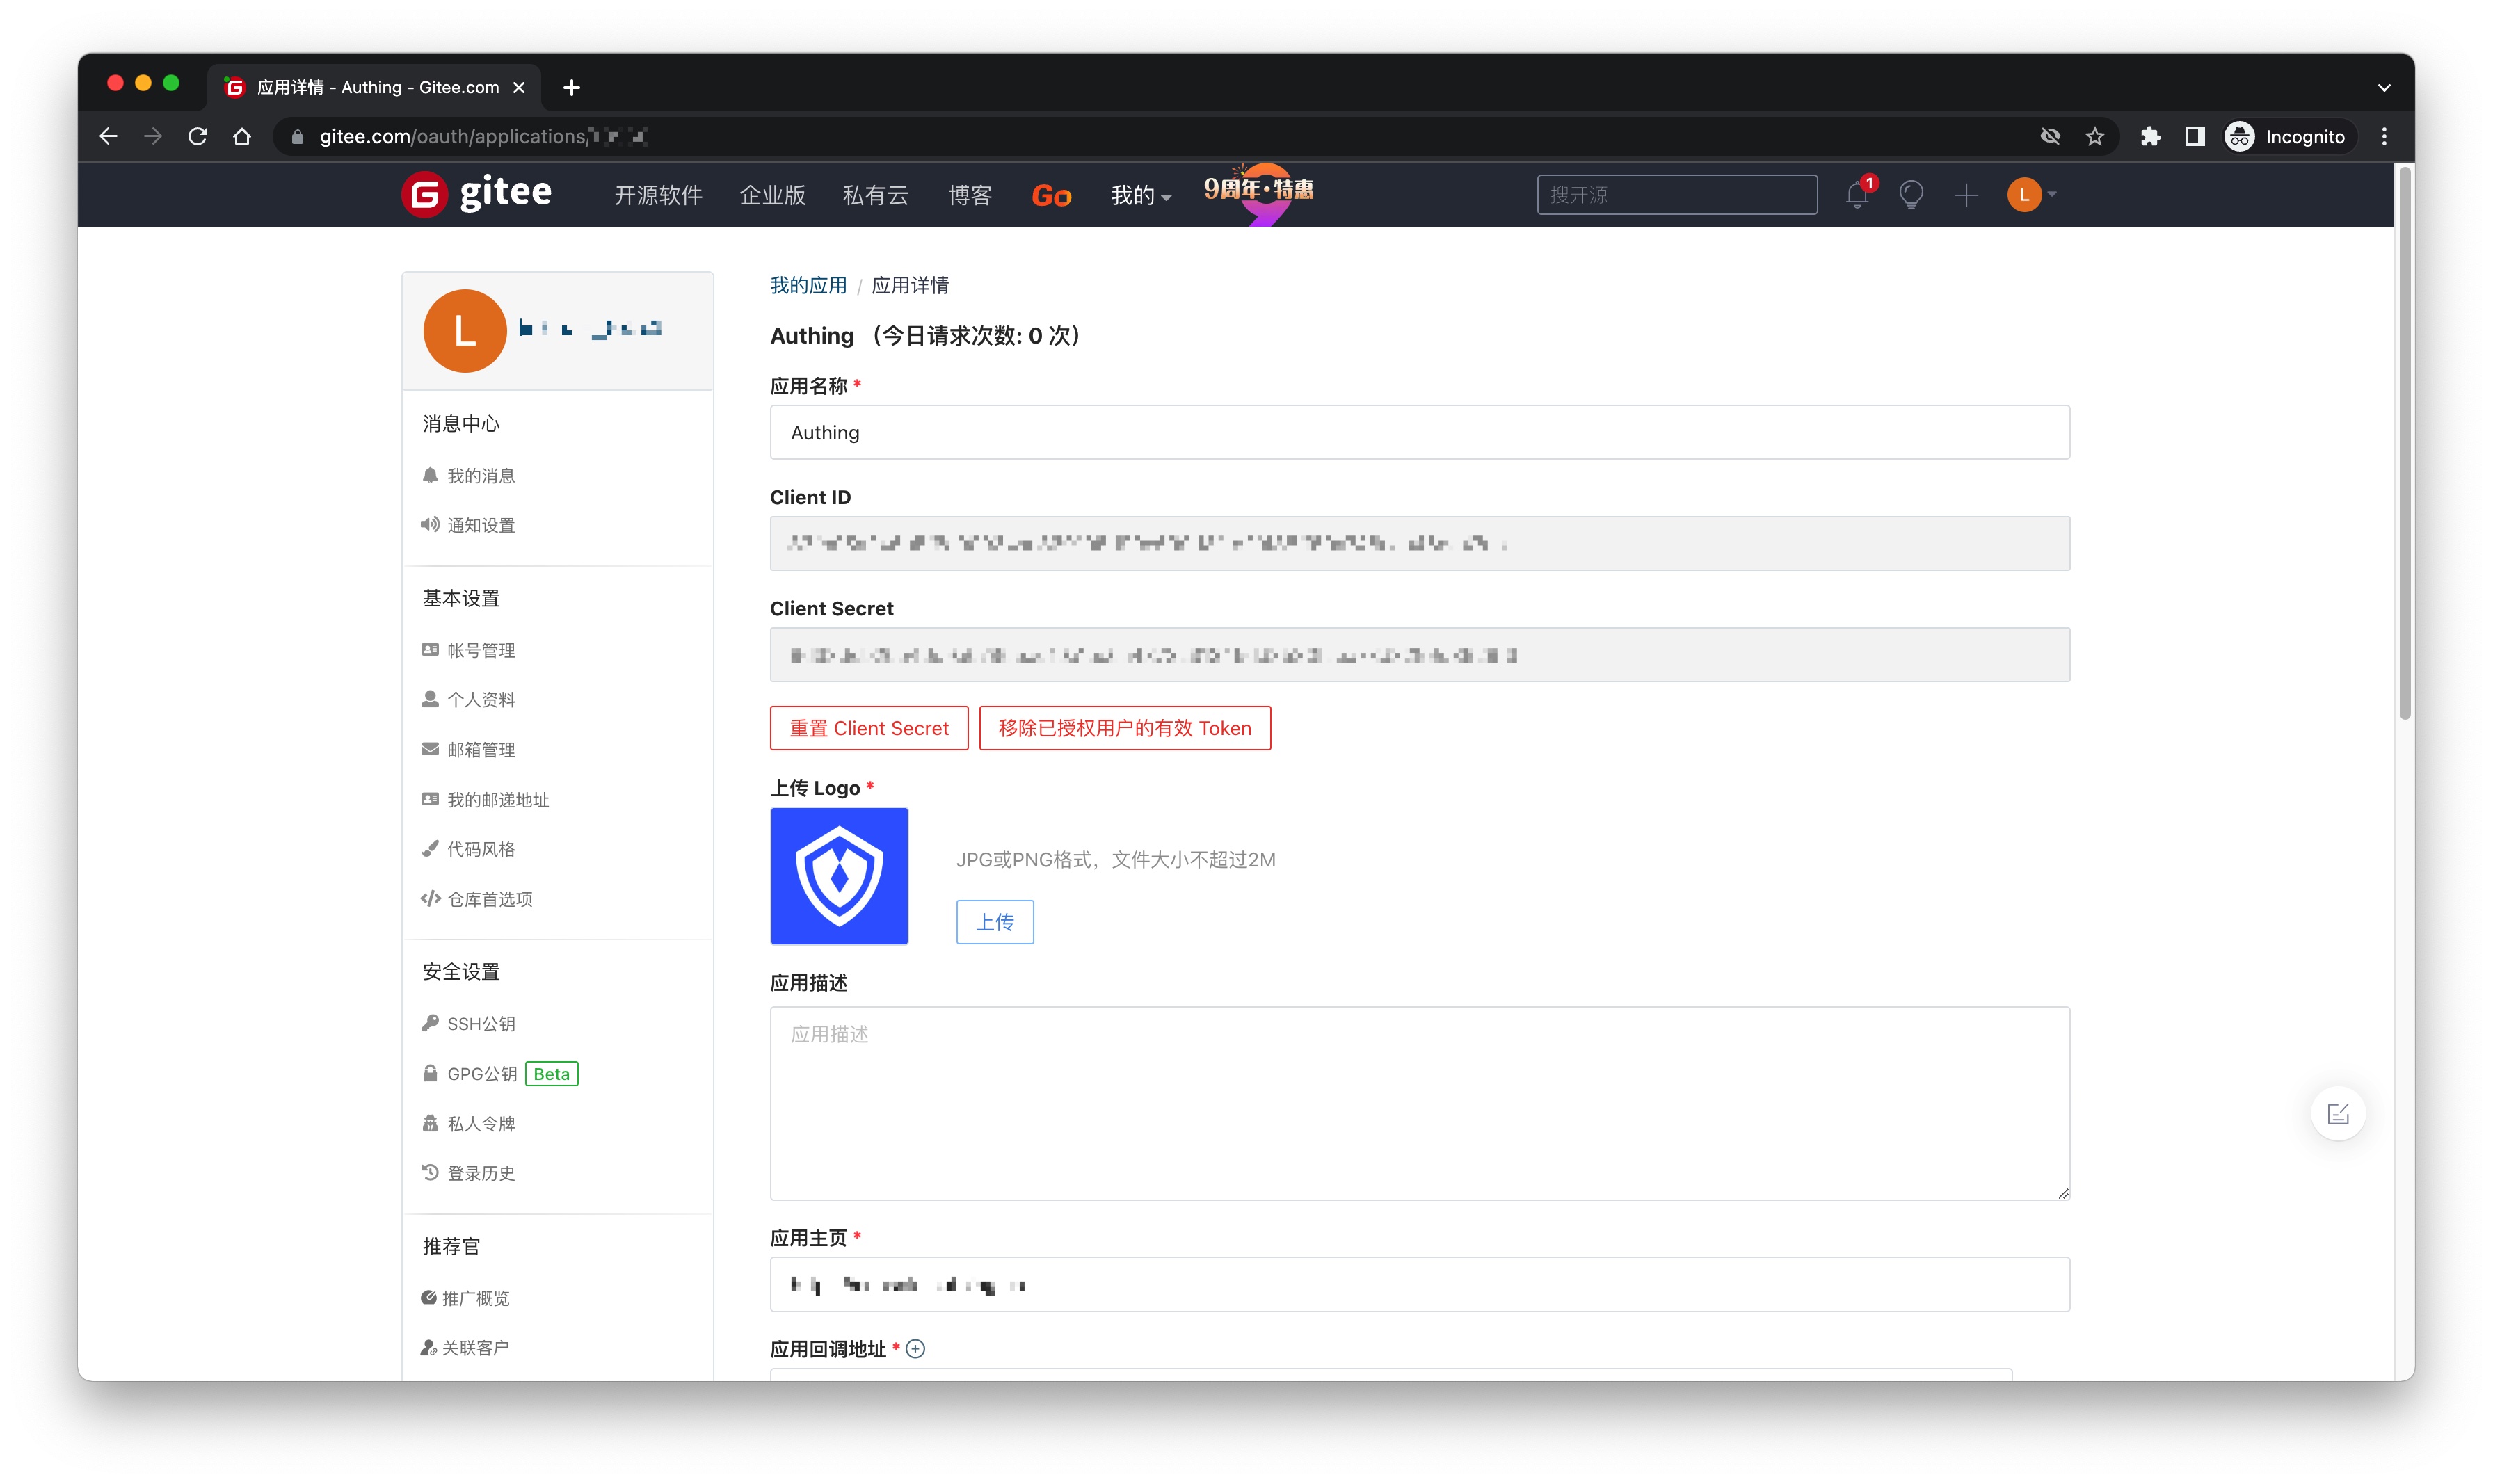 应用详情 - Authing - Gitee.com
gitee.com/oauth/applications/
Incognito
gitee 开源软件 企业版 私有云 博客 Go 我的 9周年·特惠 搜开源 1 L
L
消息中心
我的消息
通知设置
基本设置
帐号管理
个人资料
邮箱管理
我的邮递地址
代码风格
仓库首选项
安全设置
SSH公钥
GPG公钥 Beta
私人令牌
登录历史
推荐官
推广概览
关联客户
我的应用 / 应用详情
Authing （今日请求次数: 0 次）
应用名称 *
Authing
Client ID
Client Secret
重置 Client Secret 移除已授权用户的有效 Token
上传 Logo *
JPG或PNG格式，文件大小不超过2M
上传
应用描述
应用描述
应用主页 *
应用回调地址 *